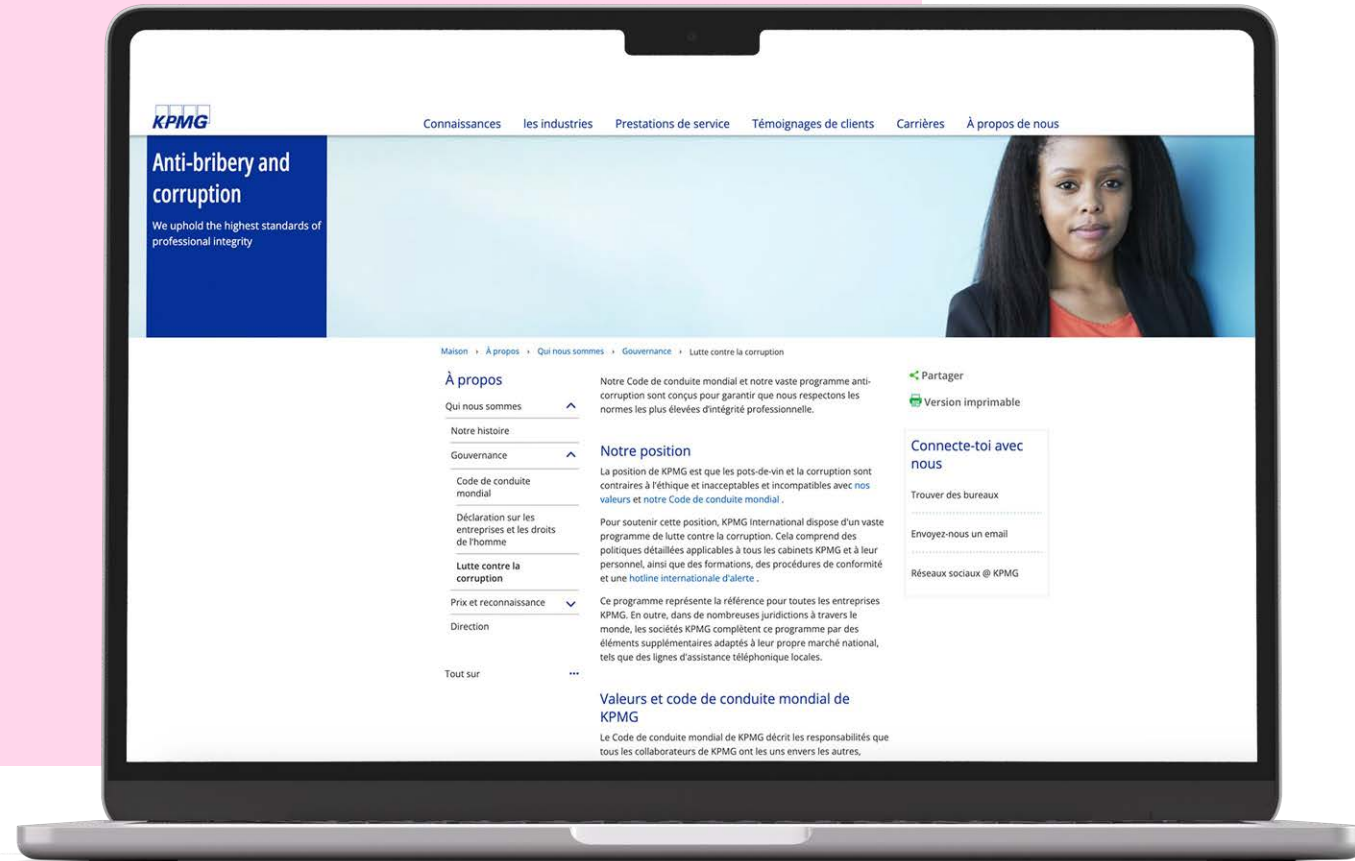 KPMG
Connaissances les industries Prestations de service Témoignages de clients Carrières À propos de nous
Anti-bribery and
corruption
We uphold the highest standards of
professional integrity
Maison › À propos › Qui nous sommes › Gouvernance › Lutte contre la corruption
À propos
Qui nous sommes
Notre histoire
Gouvernance
Code de conduite
mondial
Déclaration sur les
entreprises et les droits
de l'homme
Lutte contre la
corruption
Prix et reconnaissance
Direction
Tout sur
Notre Code de conduite mondial et notre vaste programme anti-
corruption sont conçus pour garantir que nous respectons les
normes les plus élevées d'intégrité professionnelle.
Notre position
La position de KPMG est que les pots-de-vin et la corruption sont
contraires à l'éthique et inacceptables et incompatibles avec nos
valeurs et notre Code de conduite mondial .
Pour soutenir cette position, KPMG International dispose d'un vaste
programme de lutte contre la corruption. Cela comprend des
politiques détaillées applicables à tous les cabinets KPMG et à leur
personnel, ainsi que des formations, des procédures de conformité
et une hotline internationale d'alerte .
Ce programme représente la référence pour toutes les entreprises
KPMG. En outre, dans de nombreuses juridictions à travers le
monde, les sociétés KPMG complètent ce programme par des
éléments supplémentaires adaptés à leur propre marché national,
tels que des lignes d'assistance téléphonique locales.
Valeurs et code de conduite mondial de
KPMG
Le Code de conduite mondial de KPMG décrit les responsabilités que
tous les collaborateurs de KPMG ont les uns envers les autres,
Partager
Version imprimable
Connecte-toi avec
nous
Trouver des bureaux
Envoyez-nous un email
Réseaux sociaux @ KPMG